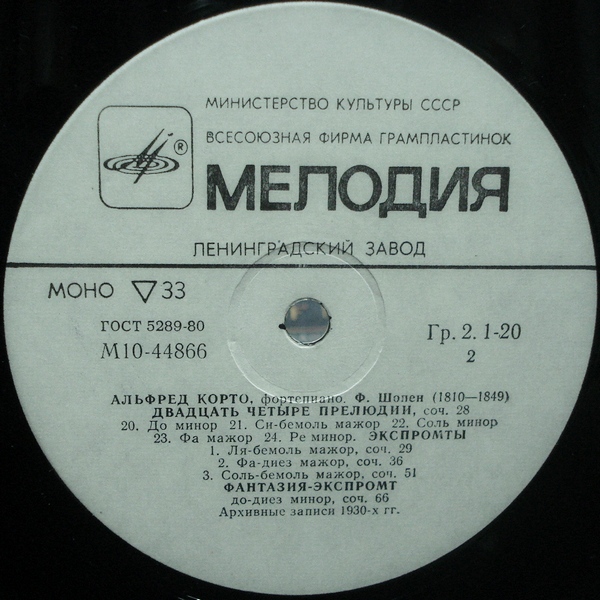 МИНИСТЕРСТВО КУЛЬТУРЫ СССР
ВСЕСОЮЗНАЯ ФИРМА ГРАМПЛАСТИНОК
®
МЕЛОДИЯ
ЛЕНИНГРАДСКИЙ ЗАВОД
МОНО ▽ 33
ГОСТ 5289-80
М10-44866
Гр. 2. 1-20
2
АЛЬФРЕД КОРТО, фортепиано. Ф. Шопен (1810—1849)
ДВАДЦАТЬ ЧЕТЫРЕ ПРЕЛЮДИИ, соч. 28
20. До минор 21. Си-бемоль мажор 22. Соль минор
23. Фа мажор 24. Ре минор. ЭКСПРОМТЫ
1. Ля-бемоль мажор, соч. 29
2. Фа-диез мажор, соч. 36
3. Соль-бемоль мажор, соч. 51
ФАНТАЗИЯ-ЭКСПРОМТ
до-диез минор, соч. 66
Архивные записи 1930-х гг.